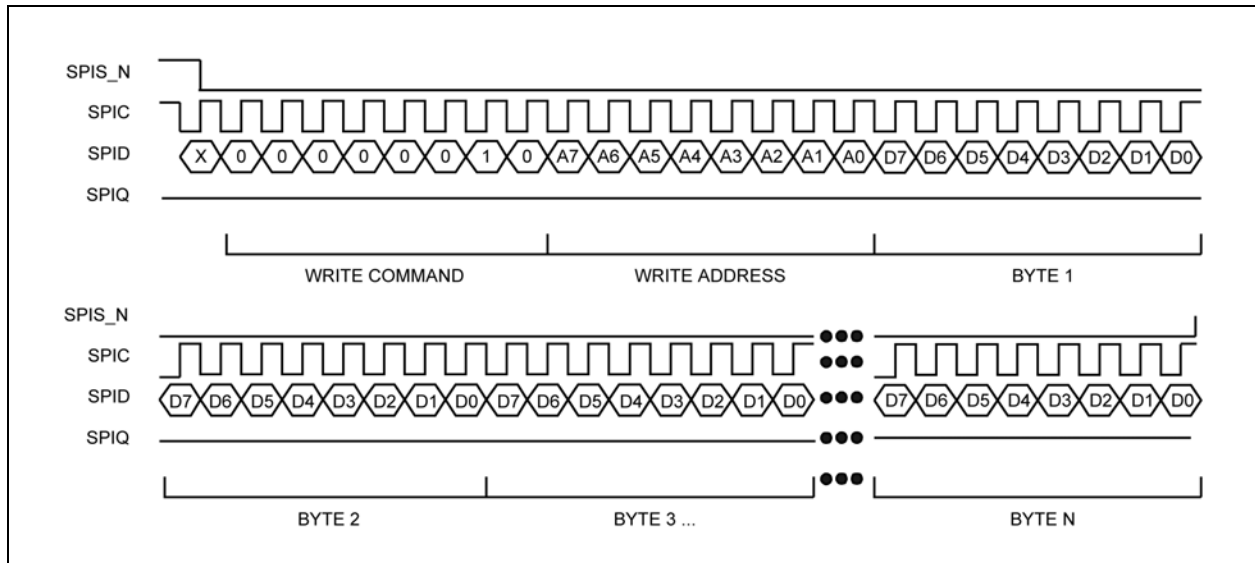 SPIS_N
SPIC
SPID X 0 0 0 0 0 0 1 0 A7 A6 A5 A4 A3 A2 A1 A0 D7 D6 D5 D4 D3 D2 D1 D0
SPIQ
WRITE COMMAND WRITE ADDRESS BYTE 1
SPIS_N
SPIC
SPID D7 D6 D5 D4 D3 D2 D1 D0 D7 D6 D5 D4 D3 D2 D1 D0 D7 D6 D5 D4 D3 D2 D1 D0
SPIQ
BYTE 2 BYTE 3 ... BYTE N